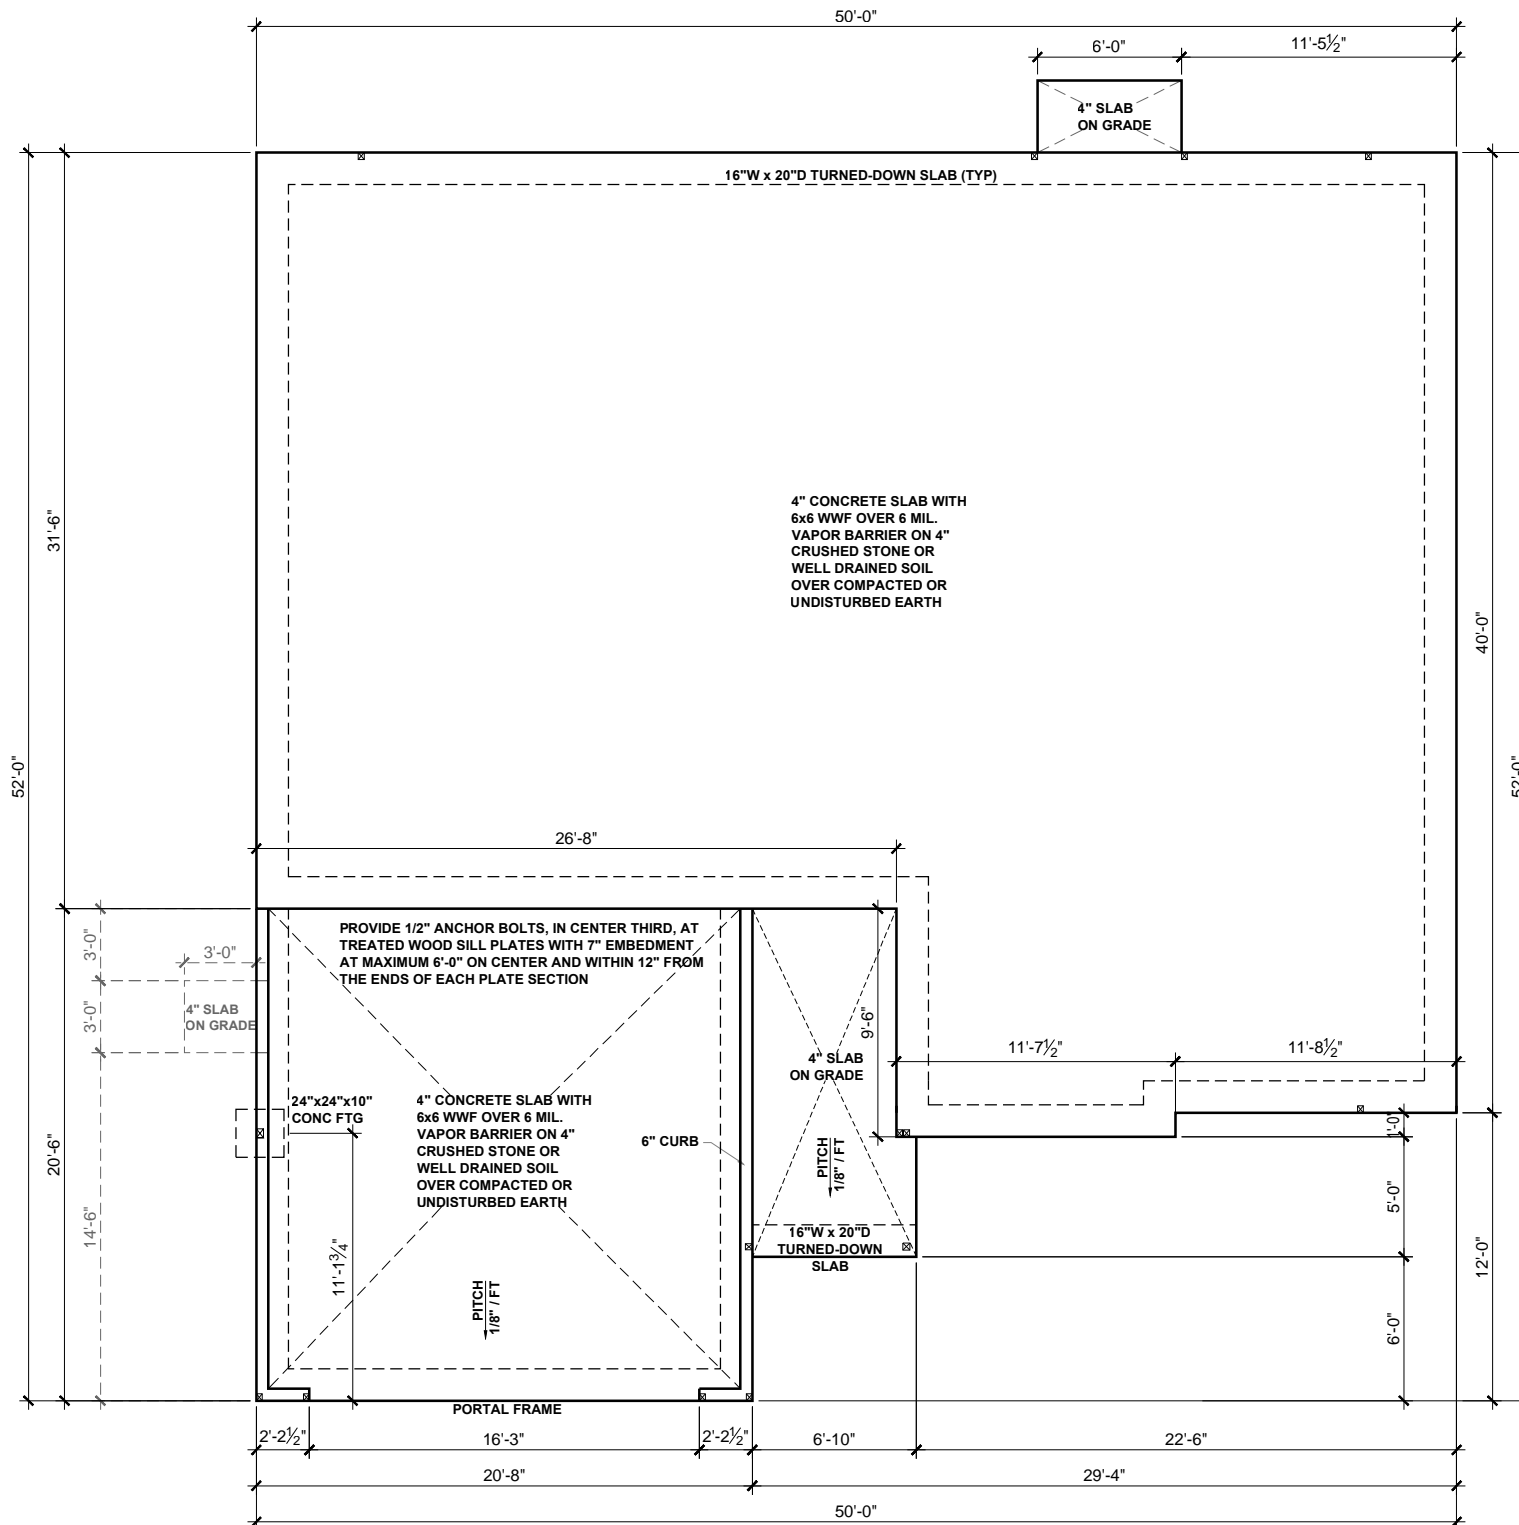 50'-0"
6'-0"
11'-5½"
4" SLAB
ON GRADE
16"W x 20"D TURNED-DOWN SLAB (TYP)
31'-6"
4" CONCRETE SLAB WITH
6x6 WWF OVER 6 MIL.
VAPOR BARRIER ON 4"
CRUSHED STONE OR
WELL DRAINED SOIL
OVER COMPACTED OR
UNDISTURBED EARTH
40'-0"
52'-0"
52'-0"
26'-8"
PROVIDE 1/2" ANCHOR BOLTS, IN CENTER THIRD, AT
TREATED WOOD SILL PLATES WITH 7" EMBEDMENT
AT MAXIMUM 6'-0" ON CENTER AND WITHIN 12" FROM
THE ENDS OF EACH PLATE SECTION
3'-0"
3'-0"
3'-0"
4" SLAB
ON GRADE
9'-6"
11'-7½"
11'-8½"
4" SLAB
ON GRADE
24"x24"x10"
CONC FTG
4" CONCRETE SLAB WITH
6x6 WWF OVER 6 MIL.
VAPOR BARRIER ON 4"
CRUSHED STONE OR
WELL DRAINED SOIL
OVER COMPACTED OR
UNDISTURBED EARTH
6" CURB
PITCH
1/8" / FT
1'-0"
20'-6"
14'-6"
5'-0"
16"W x 20"D
TURNED-DOWN
SLAB
11'-1¾"
12'-0"
PITCH
1/8" / FT
6'-0"
PORTAL FRAME
2'-2½"
16'-3"
2'-2½"
6'-10"
22'-6"
20'-8"
29'-4"
50'-0"